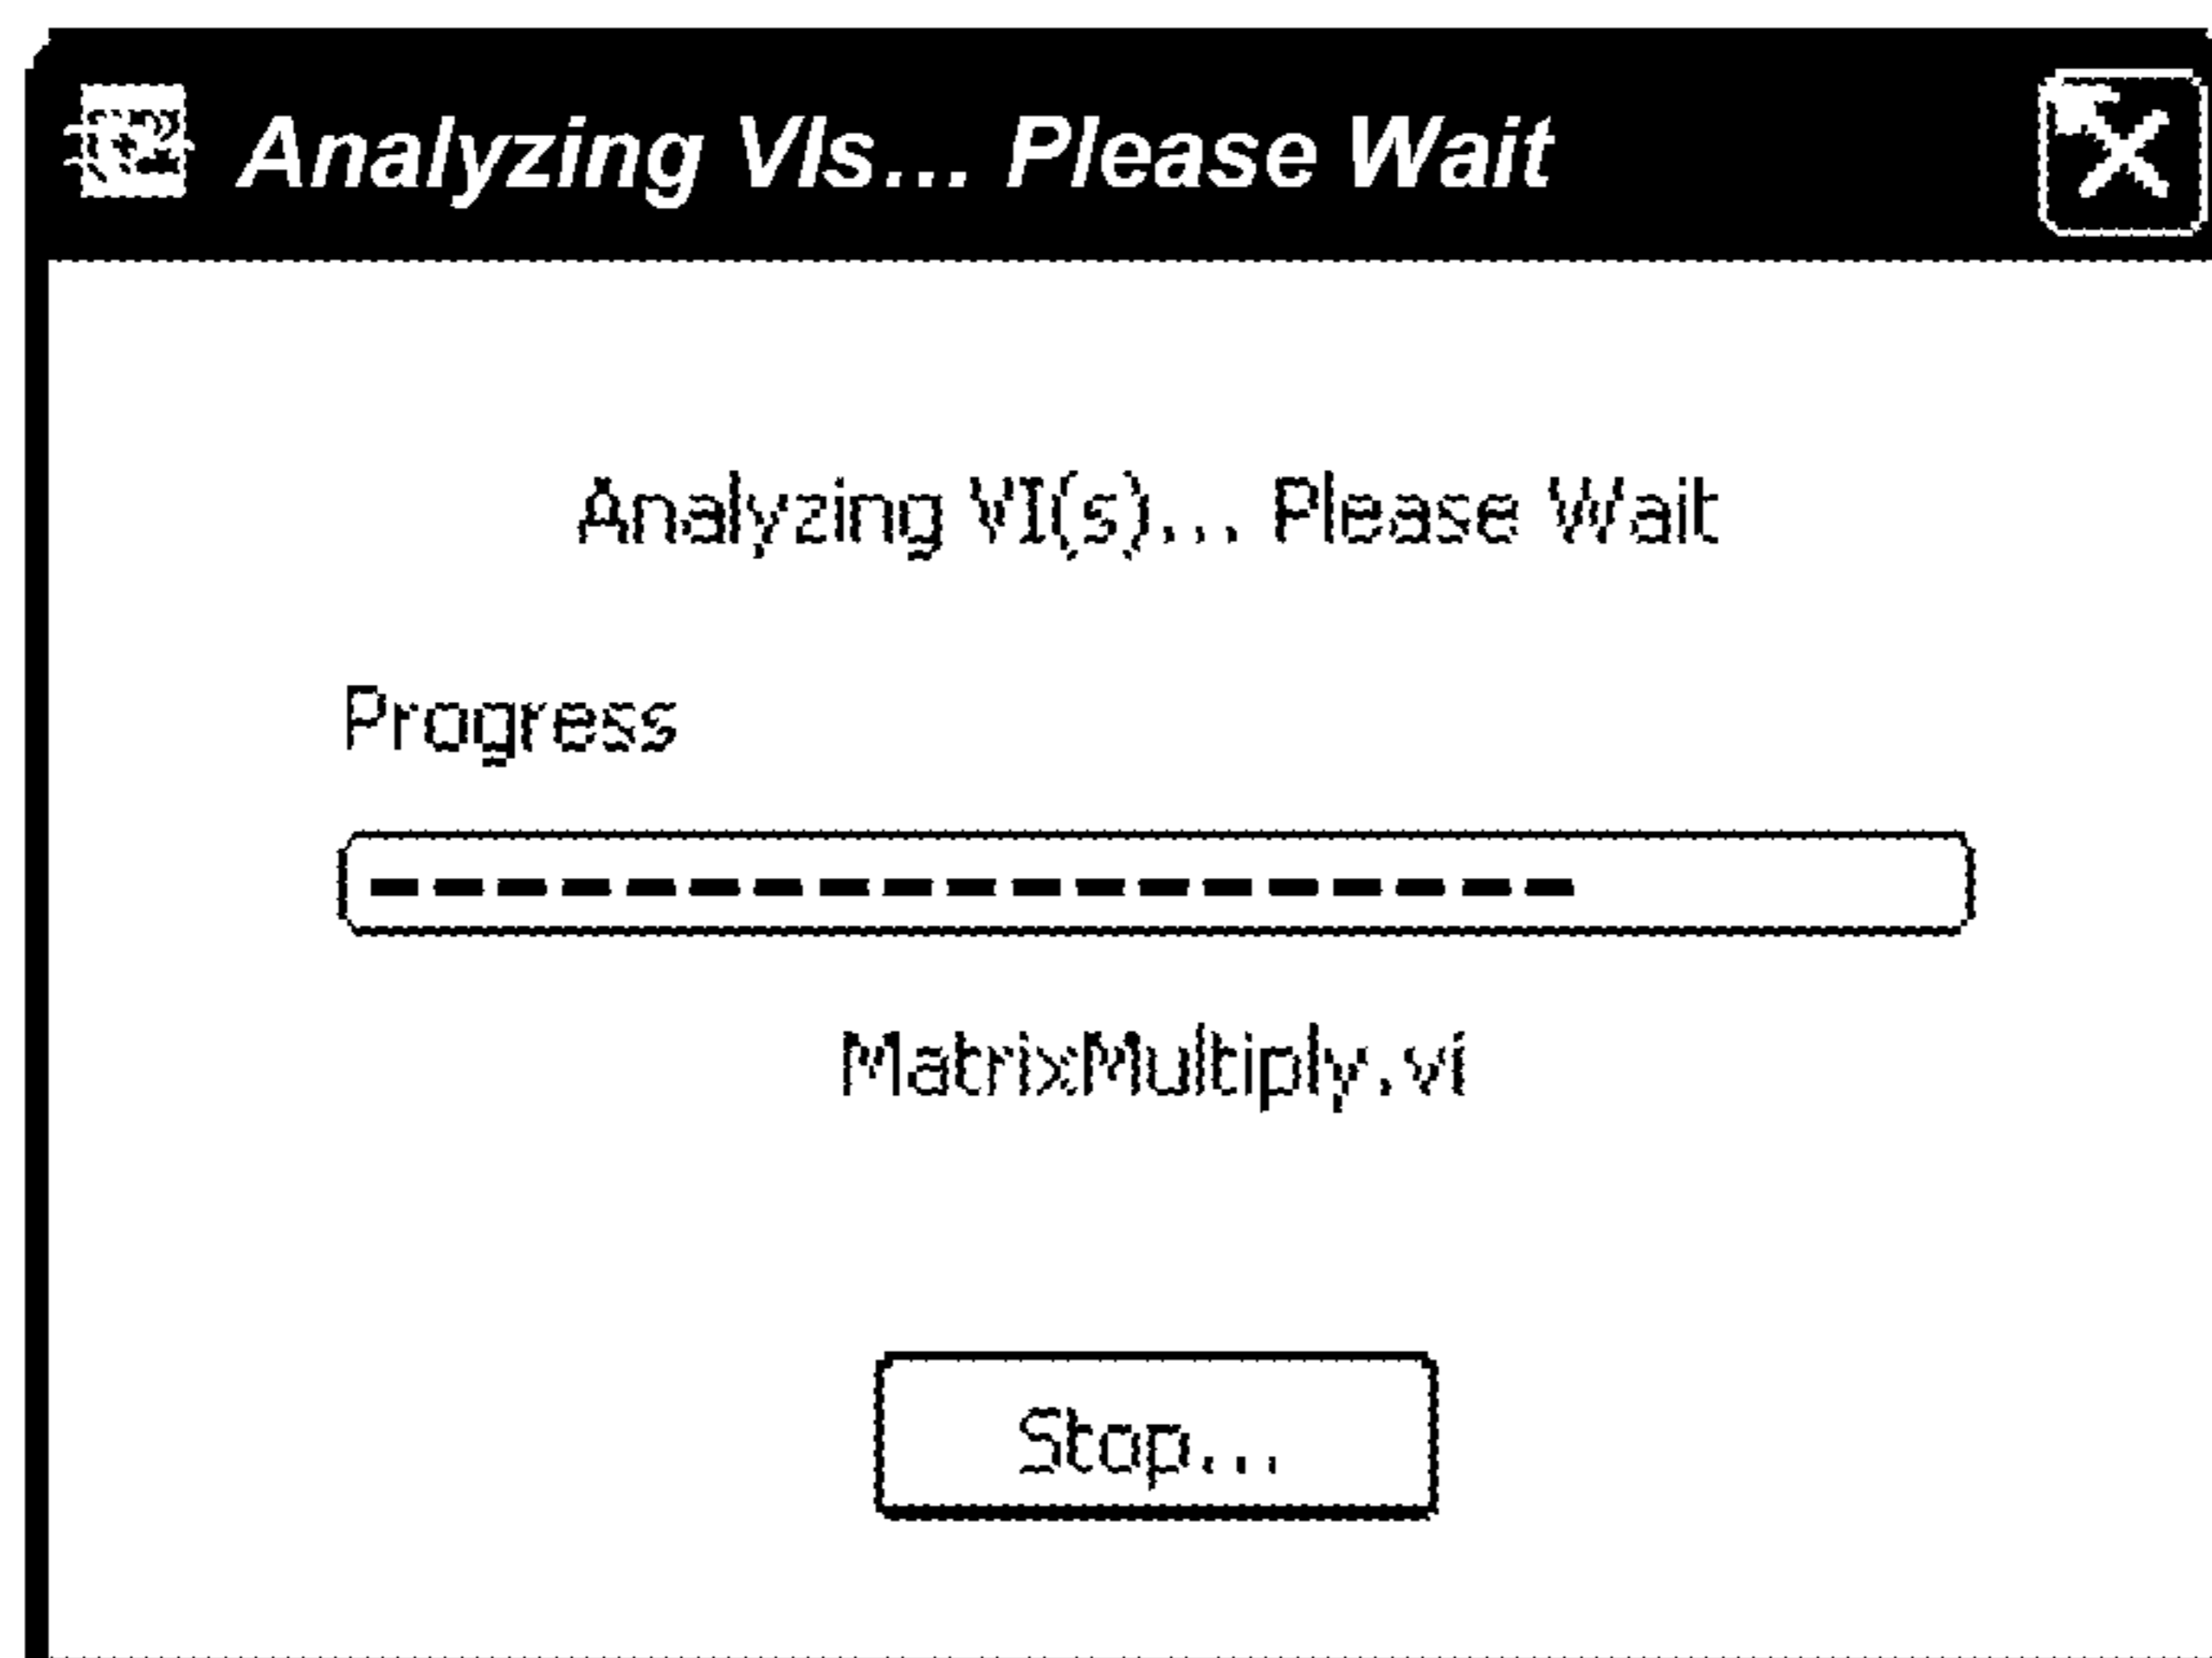 Analyzing VIs... Please Wait
Analyzing VI(s)... Please Wait
Progress
MatrixMultiply.vi
Stop...